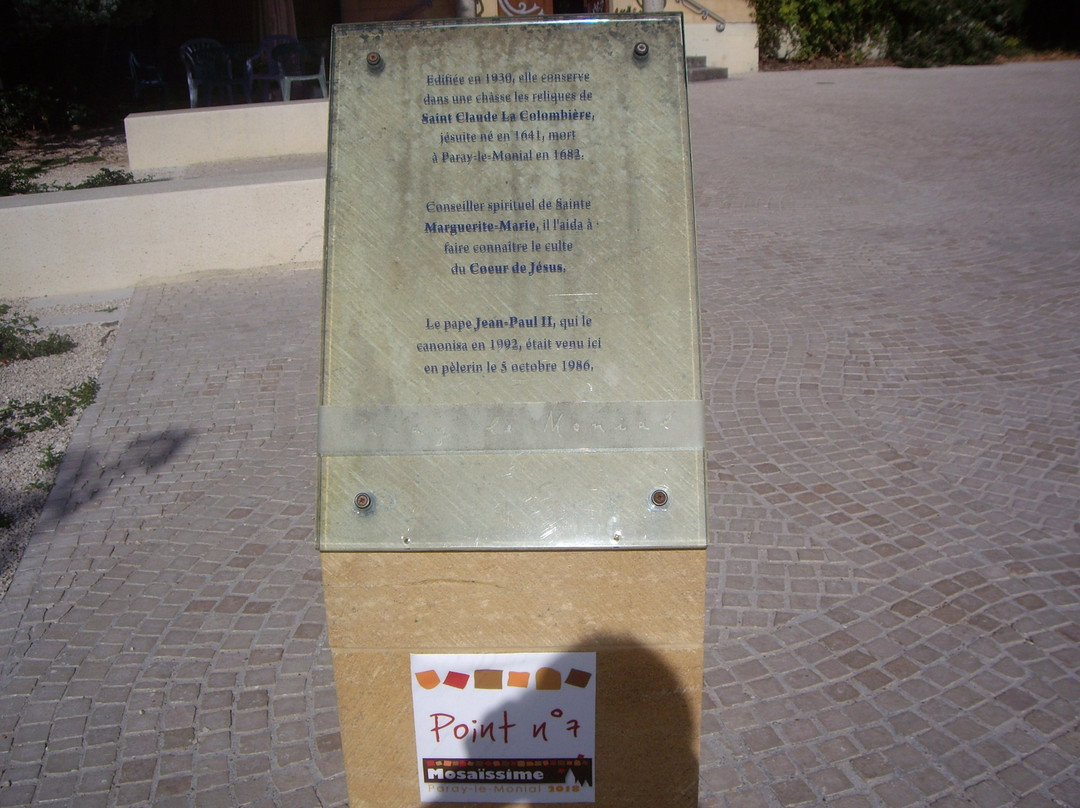 Edifiée en 1930, elle conserve
dans une châsse les reliques de
Saint Claude La Colombière,
jésuite né en 1641, mort
à Paray-le-Monial en 1682.
Conseiller spirituel de Sainte
Marguerite-Marie, il l'aida à
faire connaître le culte
du Coeur de Jésus.
Le pape Jean-Paul II, qui le
canonisa en 1992, était venu ici
en pèlerin le 5 octobre 1986.
le Monial
Point n°7
Mosaïssime
Paray-le-Monial 2018